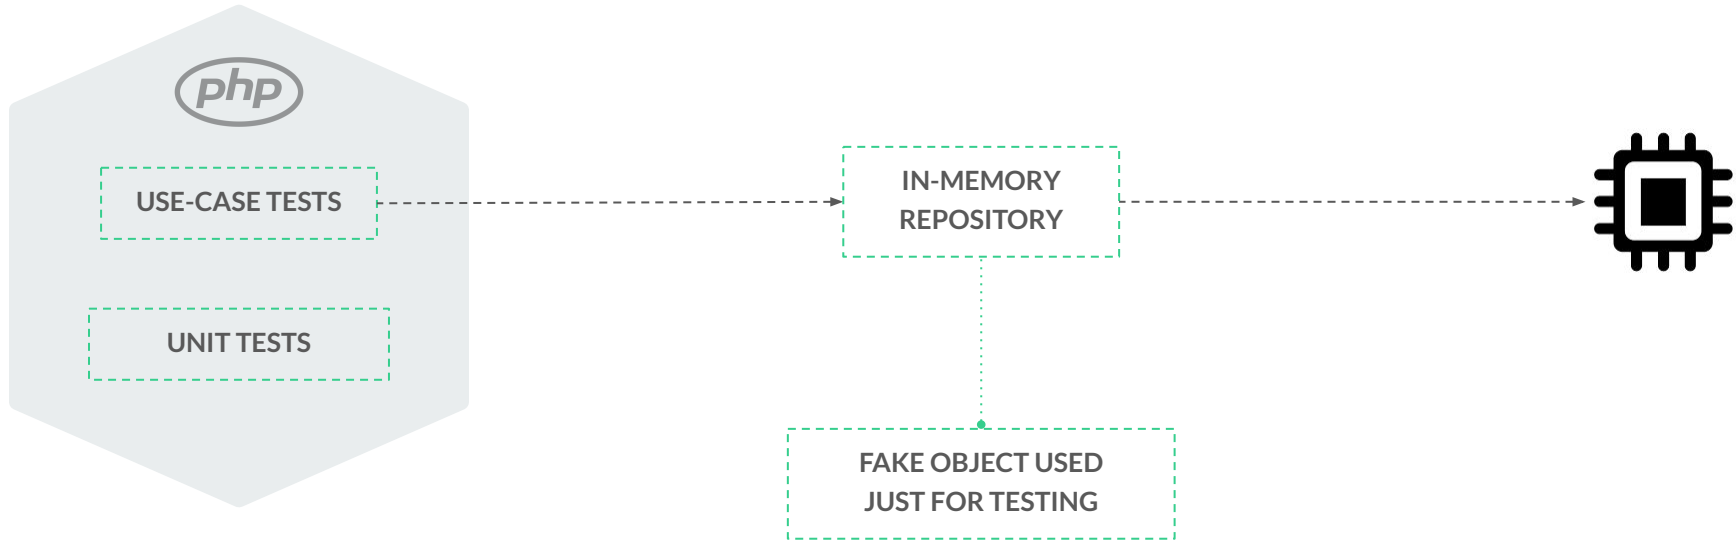 php
USE-CASE TESTS
IN-MEMORY
REPOSITORY
UNIT TESTS
FAKE OBJECT USED
JUST FOR TESTING